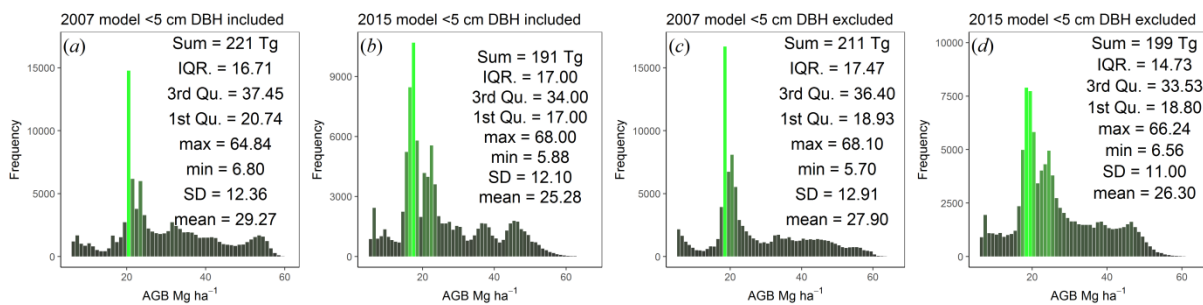 2007 model <5 cm DBH included
(a)
Sum = 221 Tg
IQR. = 16.71
3rd Qu. = 37.45
1st Qu. = 20.74
max = 64.84
min = 6.80
SD = 12.36
mean = 29.27
Frequency
15000
10000
5000
0
20
40
60
AGB Mg ha⁻¹
2015 model <5 cm DBH included
(b)
Sum = 191 Tg
IQR. = 17.00
3rd Qu. = 34.00
1st Qu. = 17.00
max = 68.00
min = 5.88
SD = 12.10
mean = 25.28
Frequency
9000
6000
3000
0
20
40
60
AGB Mg ha⁻¹
2007 model <5 cm DBH excluded
(c)
Sum = 211 Tg
IQR. = 17.47
3rd Qu. = 36.40
1st Qu. = 18.93
max = 68.10
min = 5.70
SD = 12.91
mean = 27.90
Frequency
15000
10000
5000
0
20
40
60
AGB Mg ha⁻¹
2015 model <5 cm DBH excluded
(d)
Sum = 199 Tg
IQR. = 14.73
3rd Qu. = 33.53
1st Qu. = 18.80
max = 66.24
min = 6.56
SD = 11.00
mean = 26.30
Frequency
10000
7500
5000
2500
0
20
40
60
AGB Mg ha⁻¹